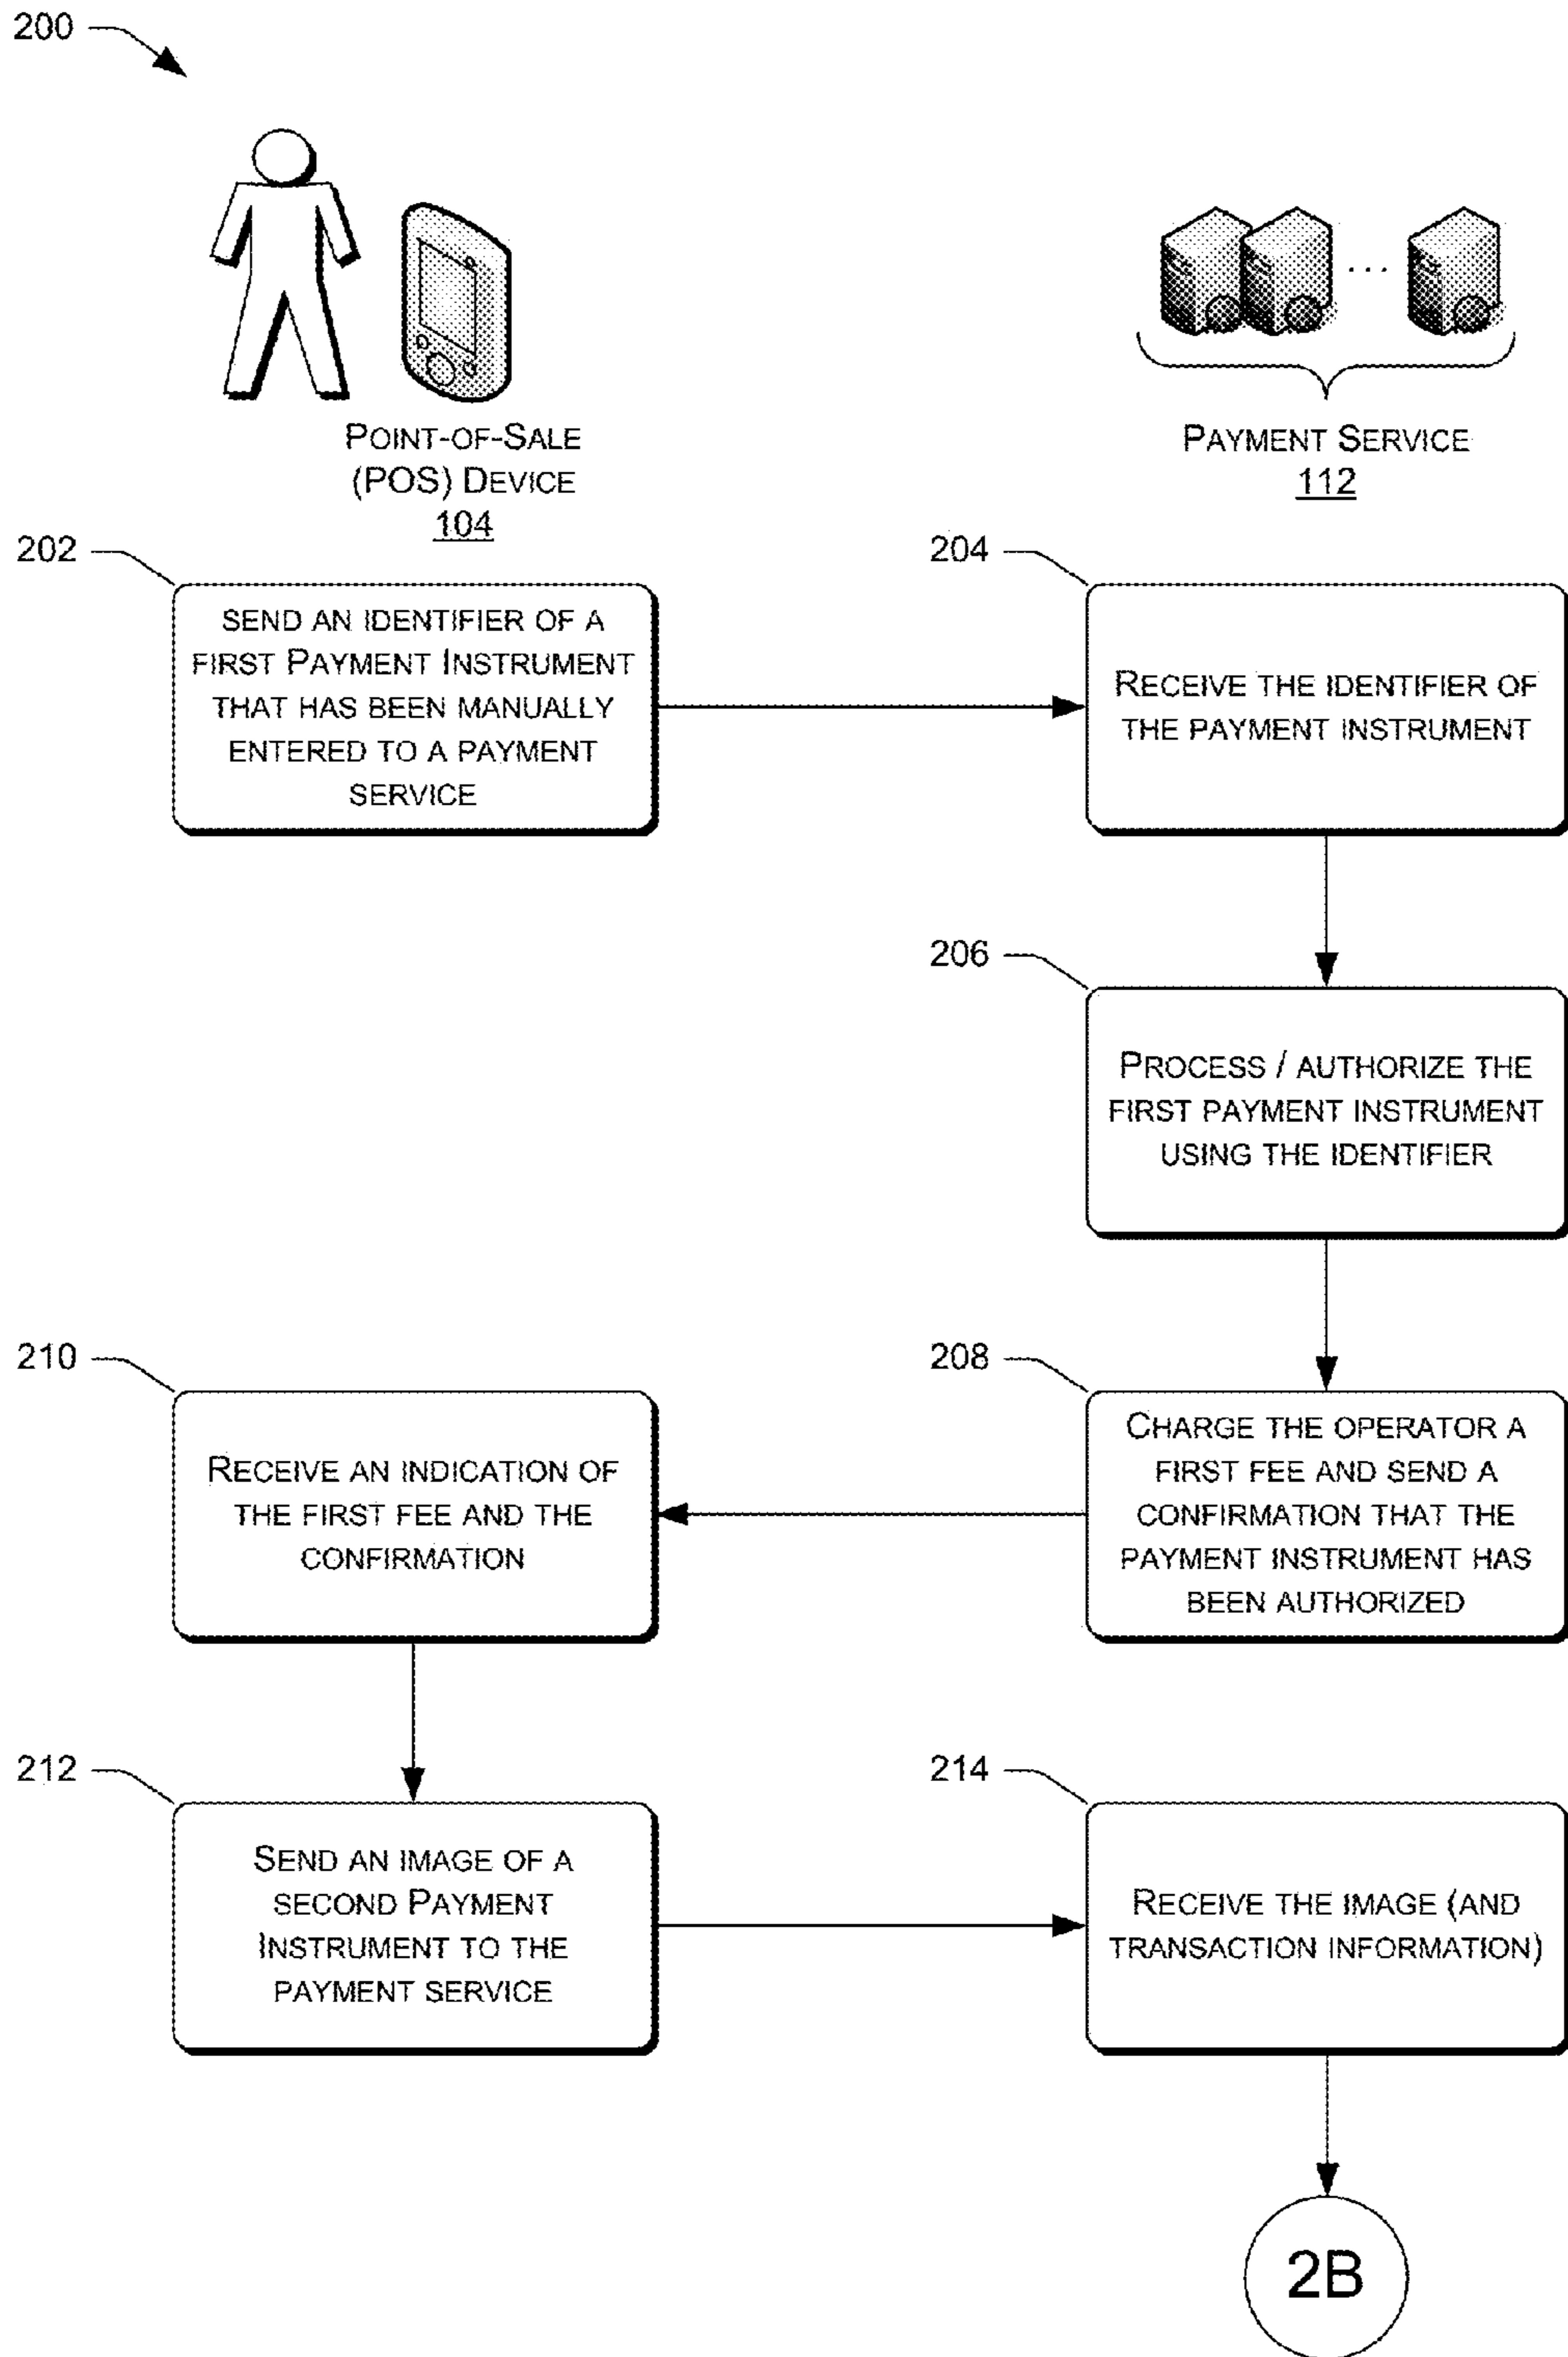 200
POINT-OF-SALE
(POS) DEVICE
104
PAYMENT SERVICE
112
202
SEND AN IDENTIFIER OF A
FIRST PAYMENT INSTRUMENT
THAT HAS BEEN MANUALLY
ENTERED TO A PAYMENT
SERVICE
204
RECEIVE THE IDENTIFIER OF
THE PAYMENT INSTRUMENT
206
PROCESS / AUTHORIZE THE
FIRST PAYMENT INSTRUMENT
USING THE IDENTIFIER
208
CHARGE THE OPERATOR A
FIRST FEE AND SEND A
CONFIRMATION THAT THE
PAYMENT INSTRUMENT HAS
BEEN AUTHORIZED
210
RECEIVE AN INDICATION OF
THE FIRST FEE AND THE
CONFIRMATION
212
SEND AN IMAGE OF A
SECOND PAYMENT
INSTRUMENT TO THE
PAYMENT SERVICE
214
RECEIVE THE IMAGE (AND
TRANSACTION INFORMATION)
2B